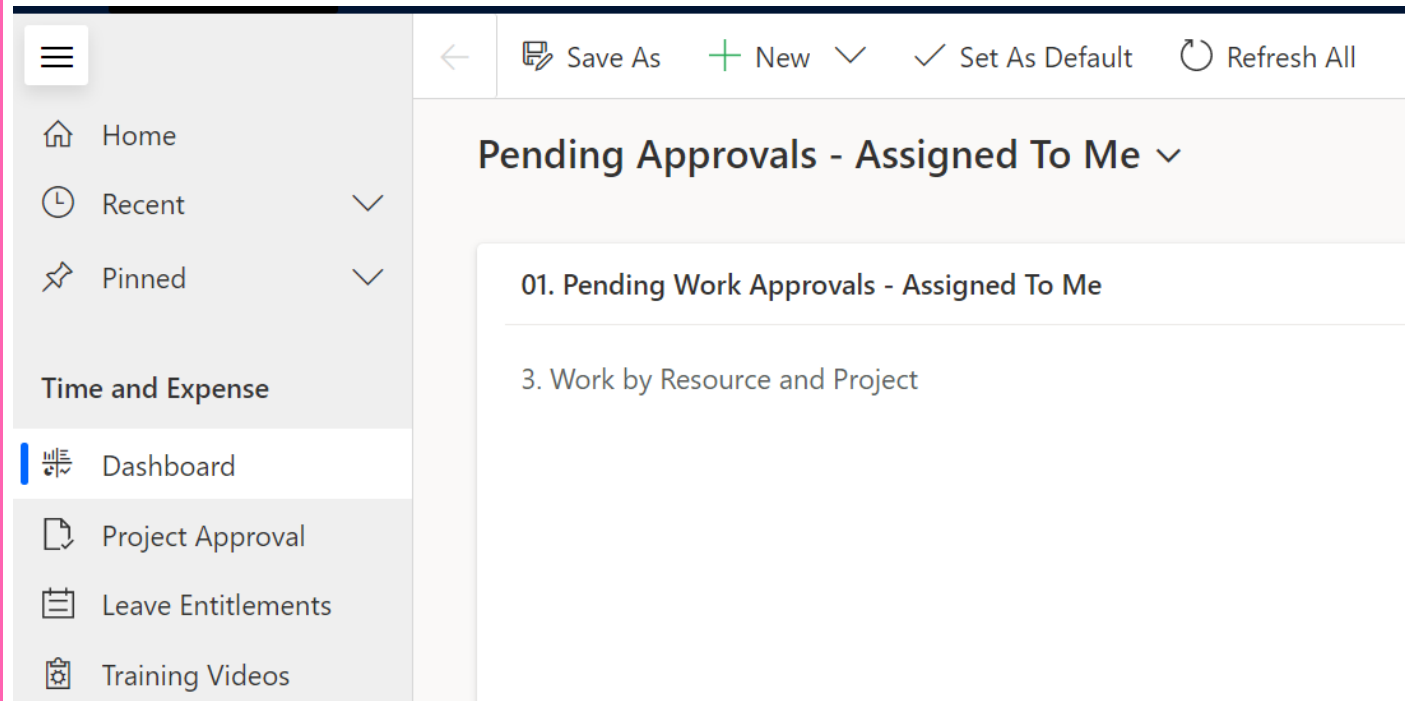 Save As
New
Set As Default
Refresh All
Home
Recent
Pinned
Time and Expense
Dashboard
Project Approval
Leave Entitlements
Training Videos
Pending Approvals - Assigned To Me
01. Pending Work Approvals - Assigned To Me
3. Work by Resource and Project